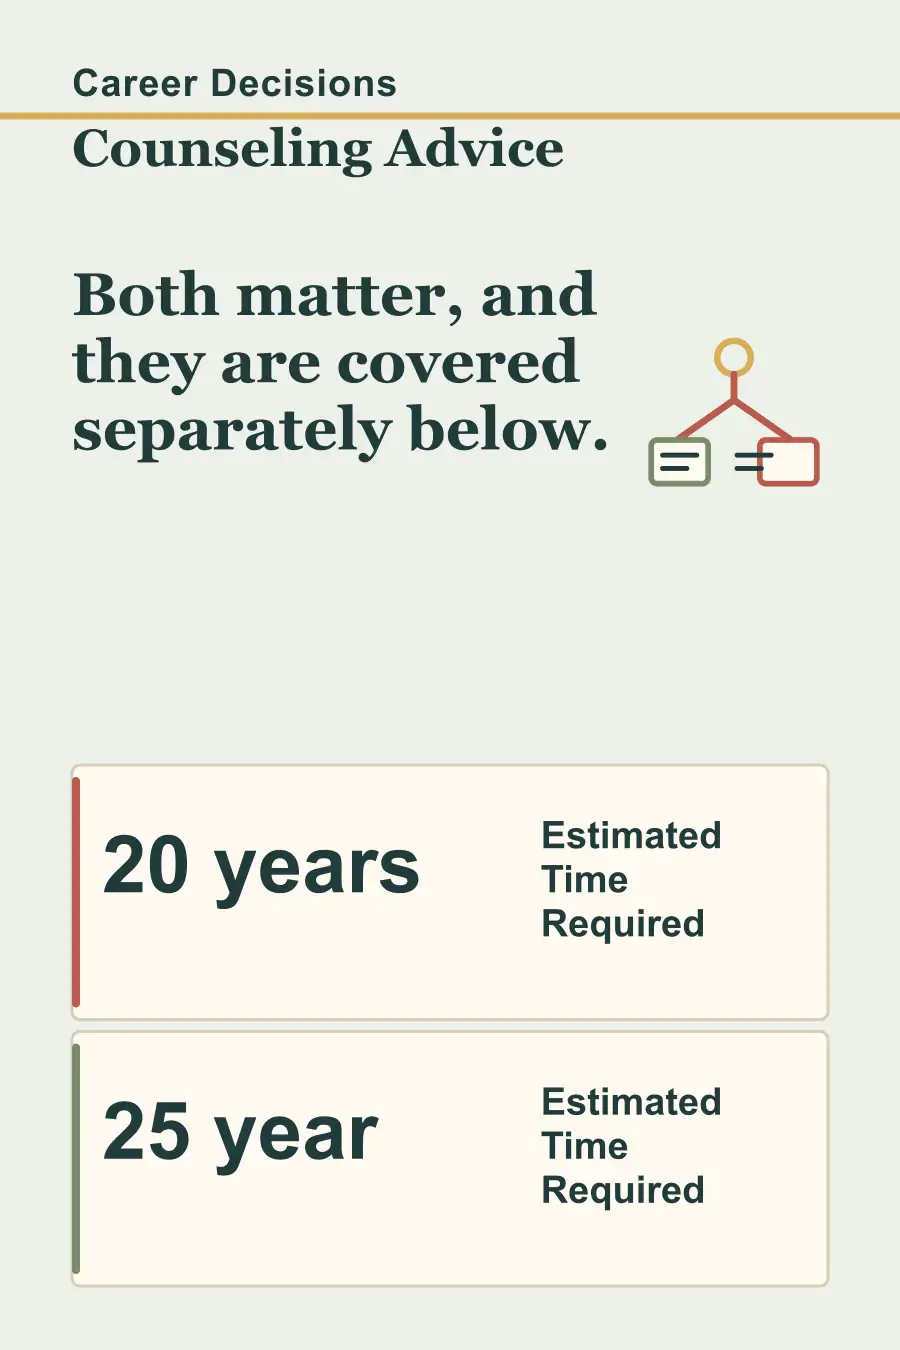 Career Decisions
Counseling Advice
Both matter, and
they are covered
separately below.
20 years
Estimated
Time
Required
25 year
Estimated
Time
Required